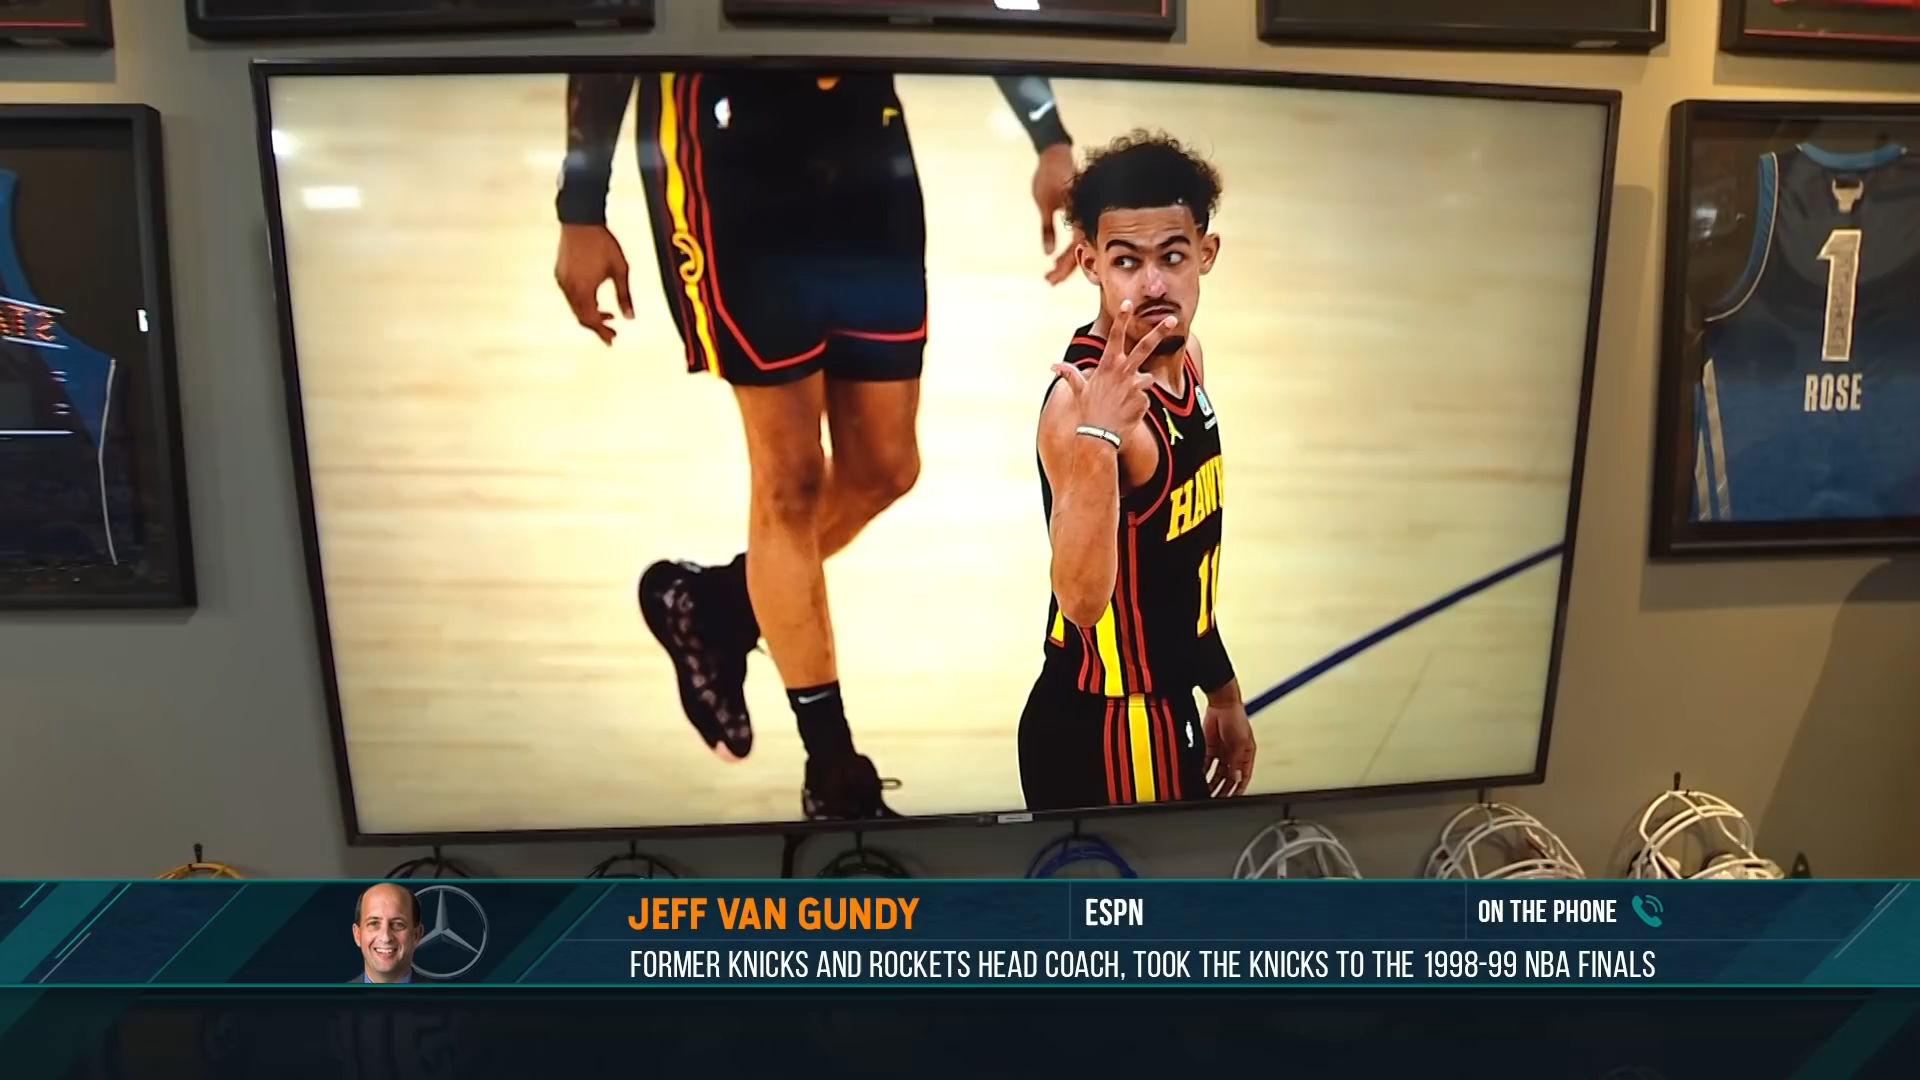 1
ROSE
HAW
11
JEFF VAN GUNDY
ESPN
ON THE PHONE
FORMER KNICKS AND ROCKETS HEAD COACH, TOOK THE KNICKS TO THE 1998-99 NBA FINALS